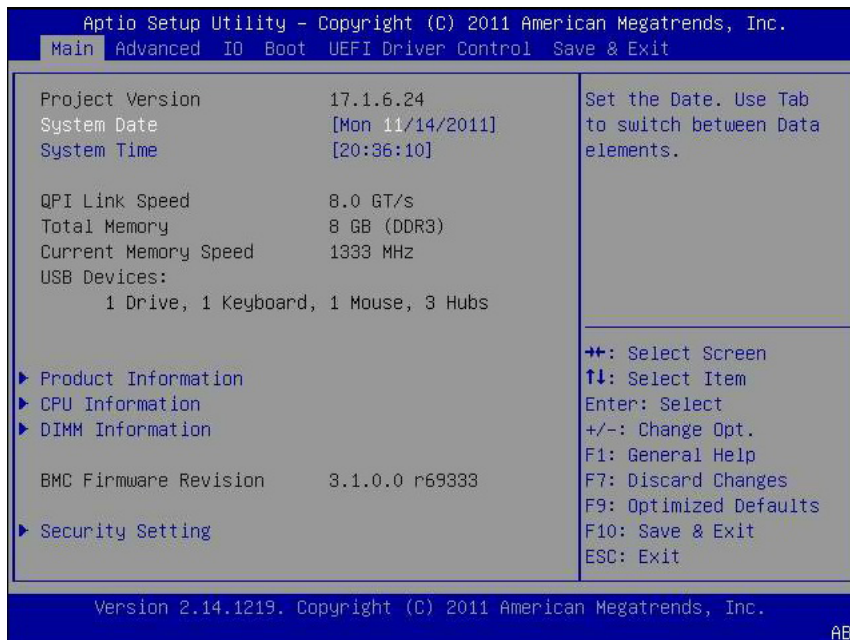 Aptio Setup Utility – Copyright (C) 2011 American Megatrends, Inc.
Main Advanced IO Boot UEFI Driver Control Save & Exit
Project Version 17.1.6.24
System Date [Mon 11/14/2011]
System Time [20:36:10]
QPI Link Speed 8.0 GT/s
Total Memory 8 GB (DDR3)
Current Memory Speed 1333 MHz
USB Devices:
1 Drive, 1 Keyboard, 1 Mouse, 3 Hubs
Product Information
CPU Information
DIMM Information
BMC Firmware Revision 3.1.0.0 r69333
Security Setting
Set the Date. Use Tab
to switch between Data
elements.
→←: Select Screen
↑↓: Select Item
Enter: Select
+/-: Change Opt.
F1: General Help
F7: Discard Changes
F9: Optimized Defaults
F10: Save & Exit
ESC: Exit
Version 2.14.1219. Copyright (C) 2011 American Megatrends, Inc.